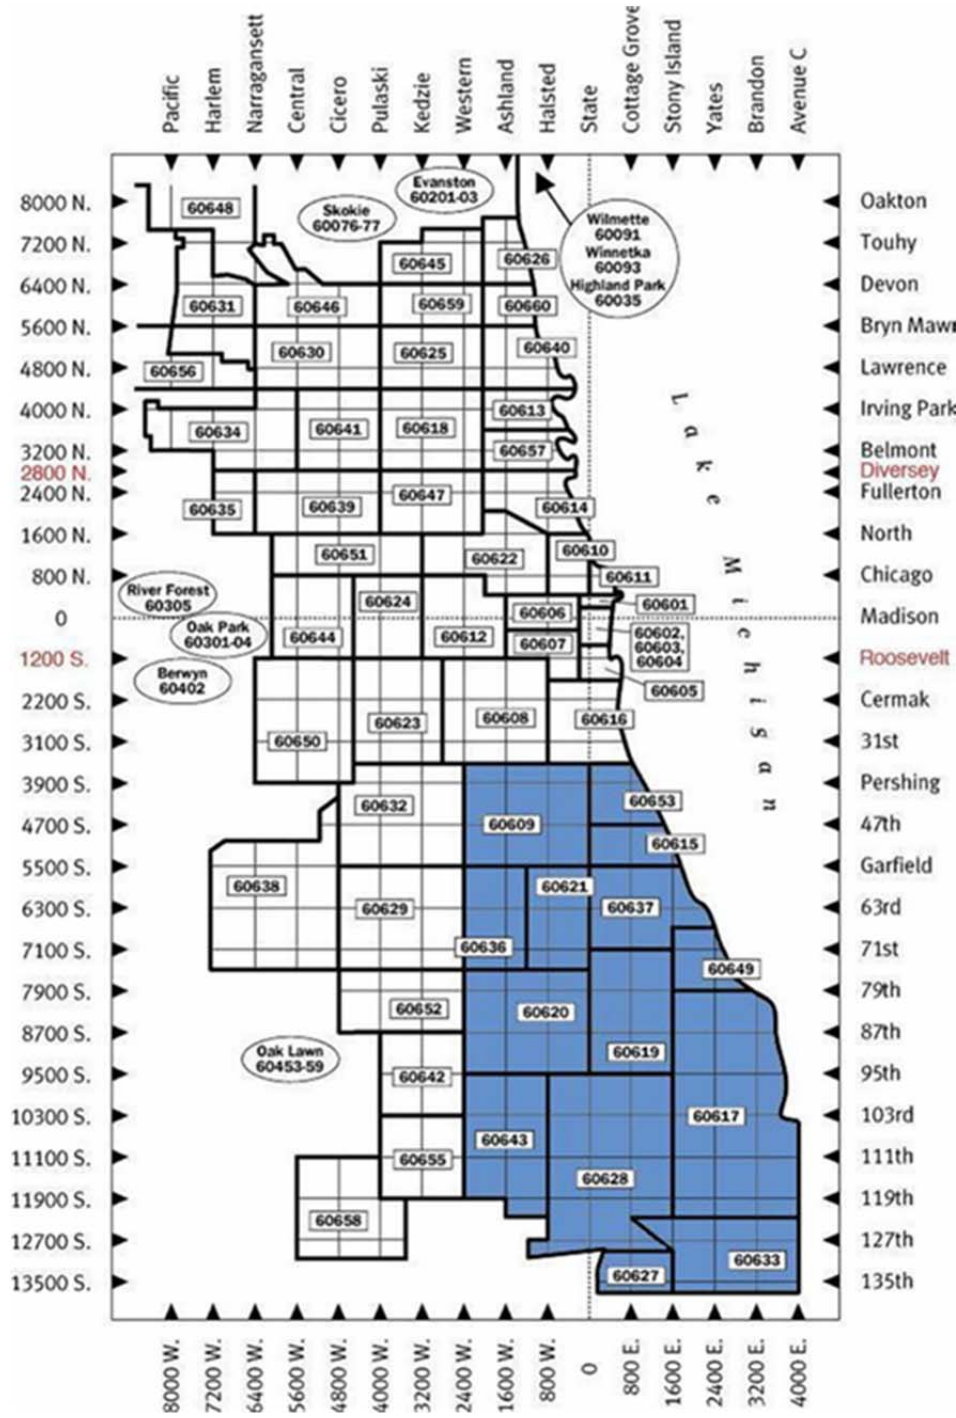 Pacific
Harlem
Narragansett
Central
Cicero
Pulaski
Kedzie
Western
Ashland
Halsted
State
Cottage Grove
Stony Island
Yates
Brandon
Avenue C
8000 N.
Oakton
7200 N.
Touhy
6400 N.
Devon
5600 N.
Bryn Mawr
4800 N.
Lawrence
4000 N.
Irving Park
3200 N.
Belmont
2800 N.
Diversey
2400 N.
Fullerton
1600 N.
North
800 N.
Chicago
0
Madison
1200 S.
Roosevelt
2200 S.
Cermak
3100 S.
31st
3900 S.
Pershing
4700 S.
47th
5500 S.
Garfield
6300 S.
63rd
7100 S.
71st
7900 S.
79th
8700 S.
87th
9500 S.
95th
10300 S.
103rd
11100 S.
111th
11900 S.
119th
12700 S.
127th
13500 S.
135th
Evanston
60201-03
Skokie
60076-77
Wilmette
60091
Winnetka
60093
Highland Park
60035
60648
60645
60626
60631
60646
60659
60660
60630
60625
60640
60656
60634
60641
60618
60613
60657
60635
60639
60647
60614
60651
60622
60610
60611
River Forest
60305
60624
60606
60601
Oak Park
60301-04
60644
60612
60607
60602,
60603,
60604
Berwyn
60402
60605
60650
60623
60608
60616
Lake Michigan
60632
60609
60653
60615
60638
60629
60636
60621
60637
60649
60652
60620
60619
Oak Lawn
60453-59
60642
60617
60655
60643
60628
60658
60627
60633
8000 W.
7200 W.
6400 W.
5600 W.
4800 W.
4000 W.
3200 W.
2400 W.
1600 W.
800 W.
0
800 E.
1600 E.
2400 E.
3200 E.
4000 E.